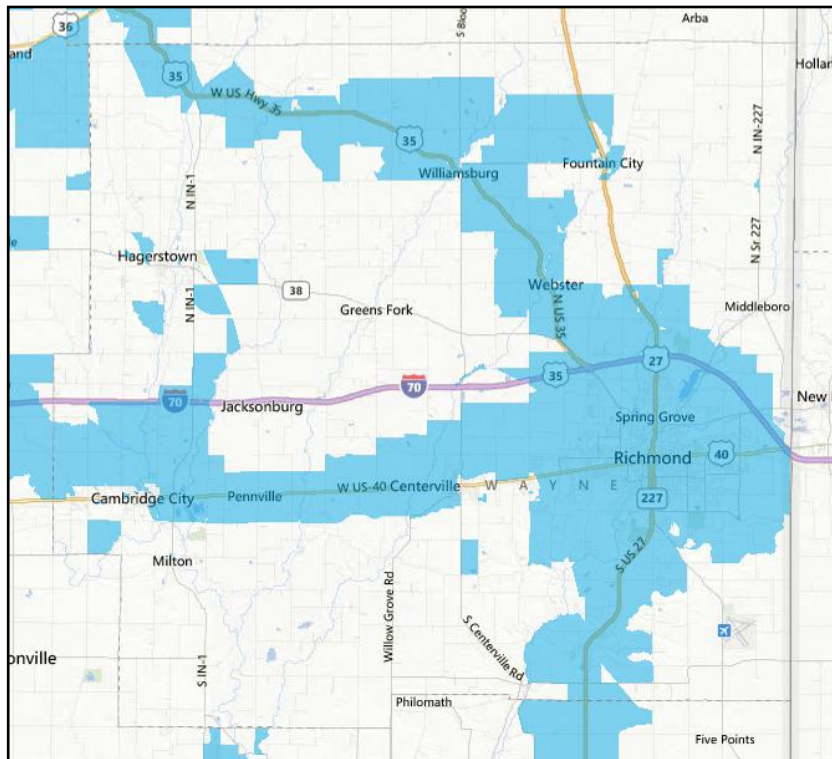 36
Arba
S Bloo
and
Hollan
35
W US Hwy 35
N IN-227
35
Fountain City
Williamsburg
N IN-1
N Sr 227
Hagerstown
38
Webster
N IN-1
Greens Fork
N US 35
Middleboro
27
35
70
70
New
Jacksonburg
Spring Grove
Richmond
40
W US-40
Centerville
WAYNE
Cambridge City
Pennville
227
S US 27
Milton
Willow Grove Rd
S Centerville Rd
onville
S IN-1
Philomath
Five Points